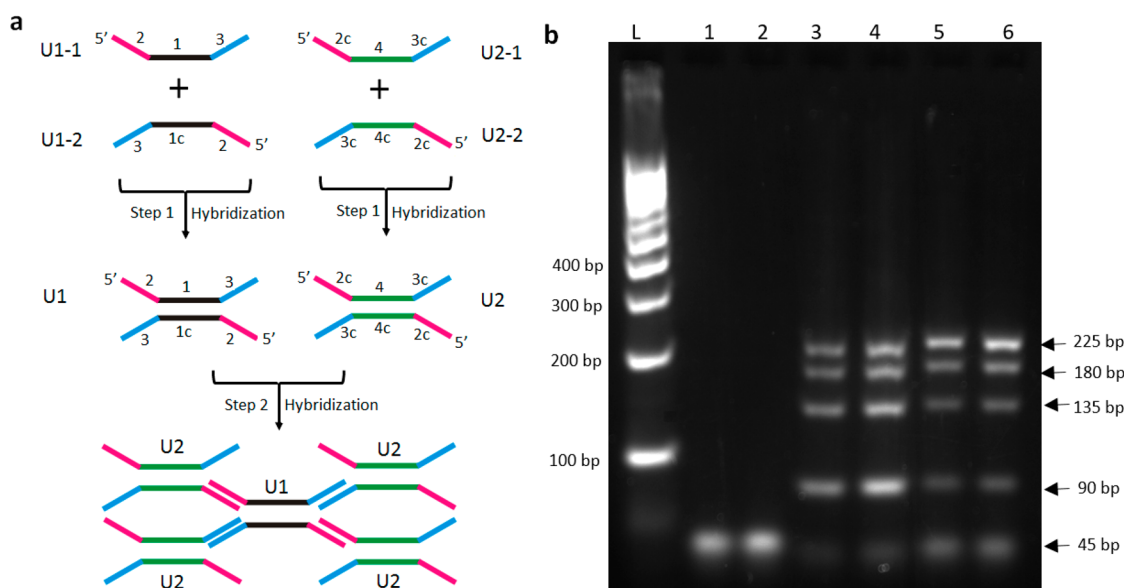 a
5' 2 1 3
U1-1
+
U1-2
3 1c 2 5'
5' 2c 4 3c
U2-1
+
U2-2
3c 4c 2c 5'
Step 1 Hybridization
Step 1 Hybridization
U1
5' 2 1 3
3 1c 2 5'
5' 2c 4 3c
U2
3c 4c 2c 5'
Step 2 Hybridization
U2 U2
U1
U2 U2
b
L 1 2 3 4 5 6
400 bp
300 bp
200 bp
100 bp
225 bp
180 bp
135 bp
90 bp
45 bp